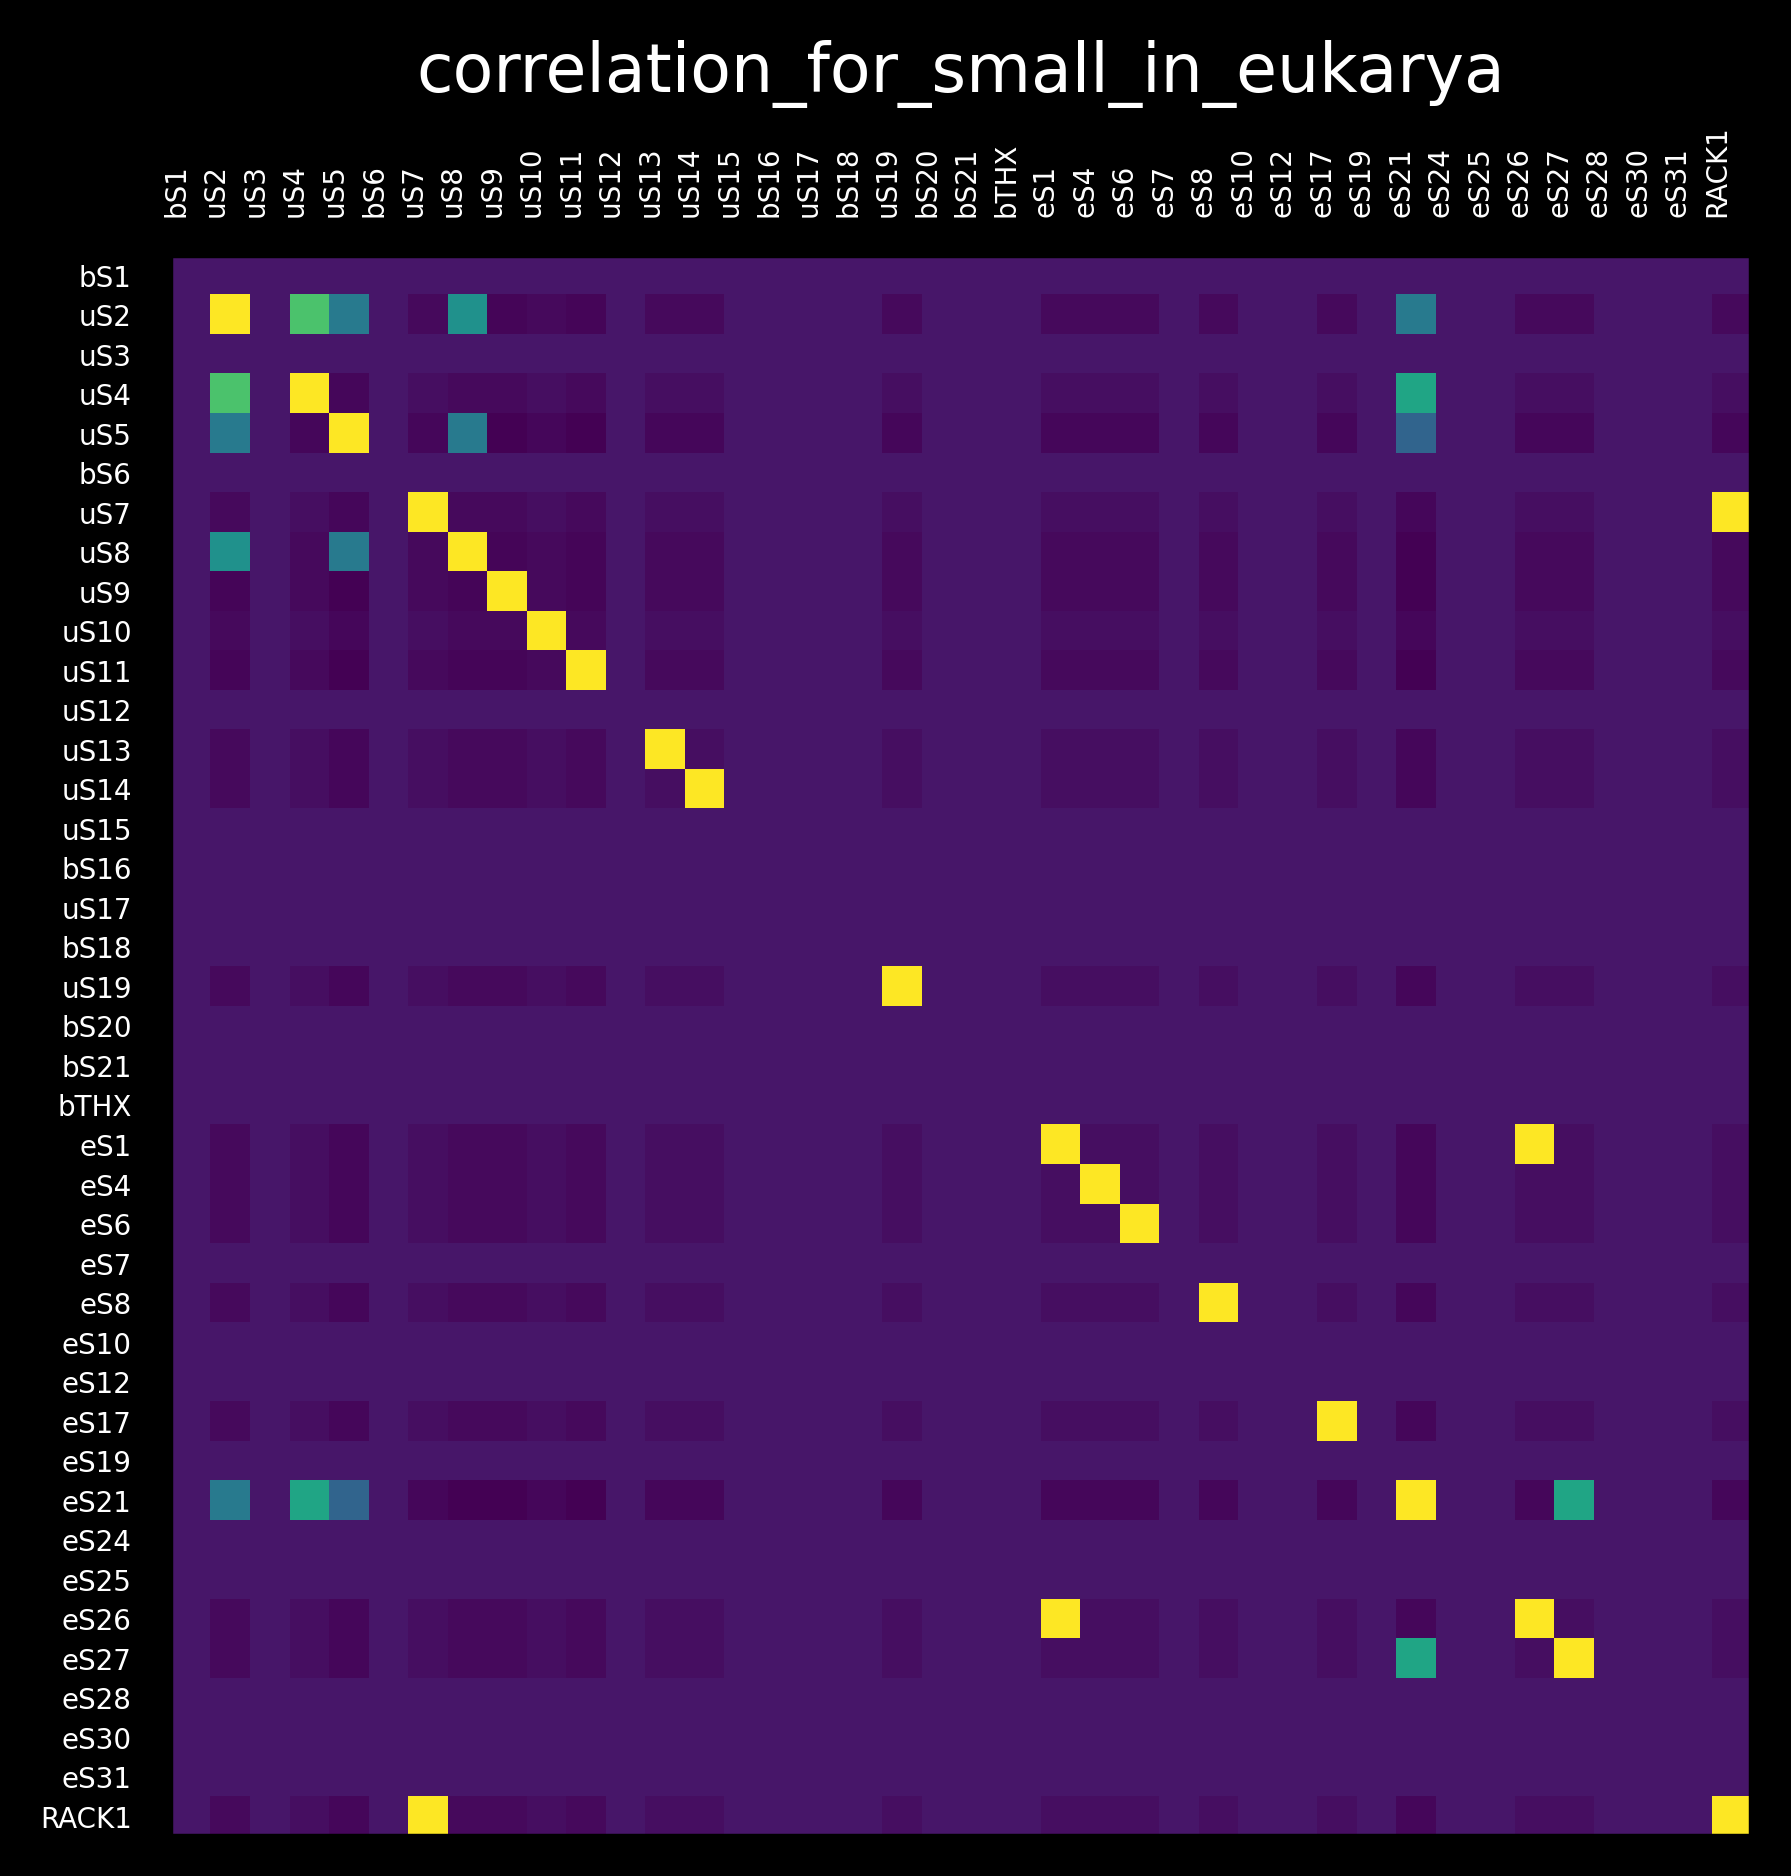 correlation_for_small_in_eukarya
bS1 uS2 uS3 uS4 uS5 bS6 uS7 uS8 uS9 uS10 uS11 uS12 uS13 uS14 uS15 bS16 uS17 bS18 uS19 bS20 bS21 bTHX eS1 eS4 eS6 eS7 eS8 eS10 eS12 eS17 eS19 eS21 eS24 eS25 eS26 eS27 eS28 eS30 eS31 RACK1
bS1
uS2
uS3
uS4
uS5
bS6
uS7
uS8
uS9
uS10
uS11
uS12
uS13
uS14
uS15
bS16
uS17
bS18
uS19
bS20
bS21
bTHX
eS1
eS4
eS6
eS7
eS8
eS10
eS12
eS17
eS19
eS21
eS24
eS25
eS26
eS27
eS28
eS30
eS31
RACK1